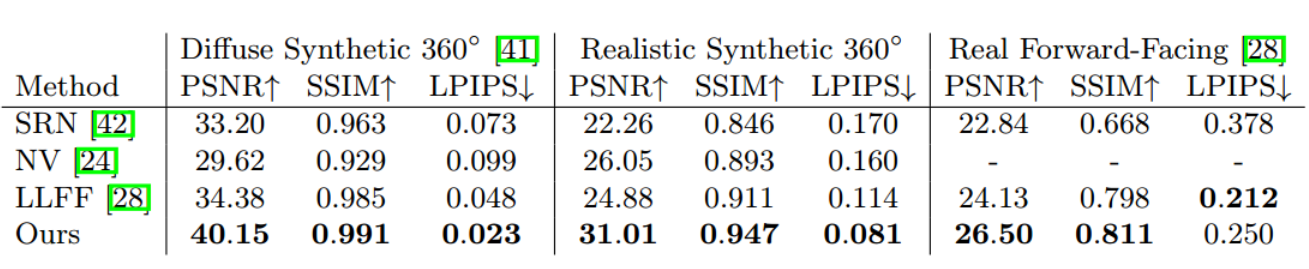 Diffuse Synthetic 360° [41] Realistic Synthetic 360° Real Forward-Facing [28]
Method PSNR↑ SSIM↑ LPIPS↓ PSNR↑ SSIM↑ LPIPS↓ PSNR↑ SSIM↑ LPIPS↓
SRN [42] 33.20 0.963 0.073 22.26 0.846 0.170 22.84 0.668 0.378
NV [24] 29.62 0.929 0.099 26.05 0.893 0.160 - - -
LLFF [28] 34.38 0.985 0.048 24.88 0.911 0.114 24.13 0.798 0.212
Ours 40.15 0.991 0.023 31.01 0.947 0.081 26.50 0.811 0.250